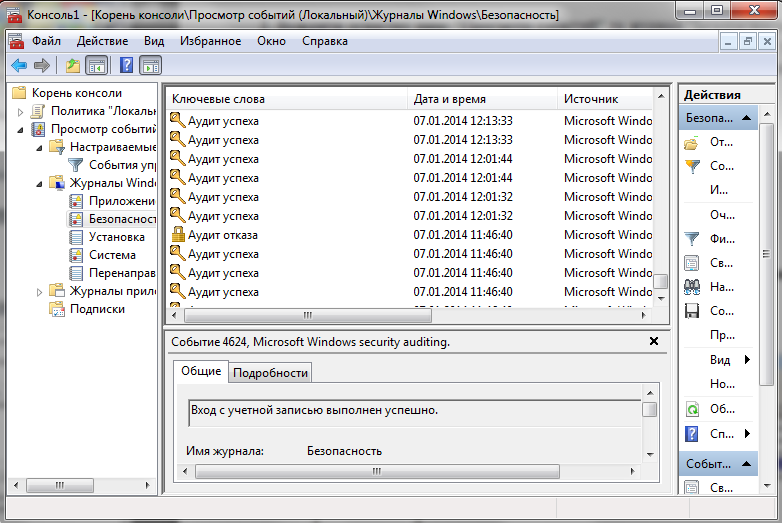 Консоль1 - [Корень консоли\Просмотр событий (Локальный)\Журналы Windows\Безопасность]
Файл Действие Вид Избранное Окно Справка
Корень консоли
Политика "Локаль
Просмотр событий
Настраиваемые
События упр
Журналы Wind
Приложени
Безопасност
Установка
Система
Перенаправ
Журналы прило
Подписки
Ключевые слова Дата и время Источник
Аудит успеха 07.01.2014 12:13:33 Microsoft Windo
Аудит успеха 07.01.2014 12:13:33 Microsoft Windo
Аудит успеха 07.01.2014 12:01:44 Microsoft Windo
Аудит успеха 07.01.2014 12:01:44 Microsoft Windo
Аудит успеха 07.01.2014 12:01:32 Microsoft Windo
Аудит успеха 07.01.2014 12:01:32 Microsoft Windo
Аудит отказа 07.01.2014 11:46:40 Microsoft Windo
Аудит успеха 07.01.2014 11:46:40 Microsoft Windo
Аудит успеха 07.01.2014 11:46:40 Microsoft Windo
Аудит успеха 07.01.2014 11:46:40 Microsoft Windo
Событие 4624, Microsoft Windows security auditing.
Общие Подробности
Вход с учетной записью выполнен успешно.
Имя журнала: Безопасность
Действия
Безопа...
От...
Со...
И...
Оч...
Фи...
Св...
На...
Со...
Пр...
Вид
Но...
Об...
Сп...
Событ...
Св...